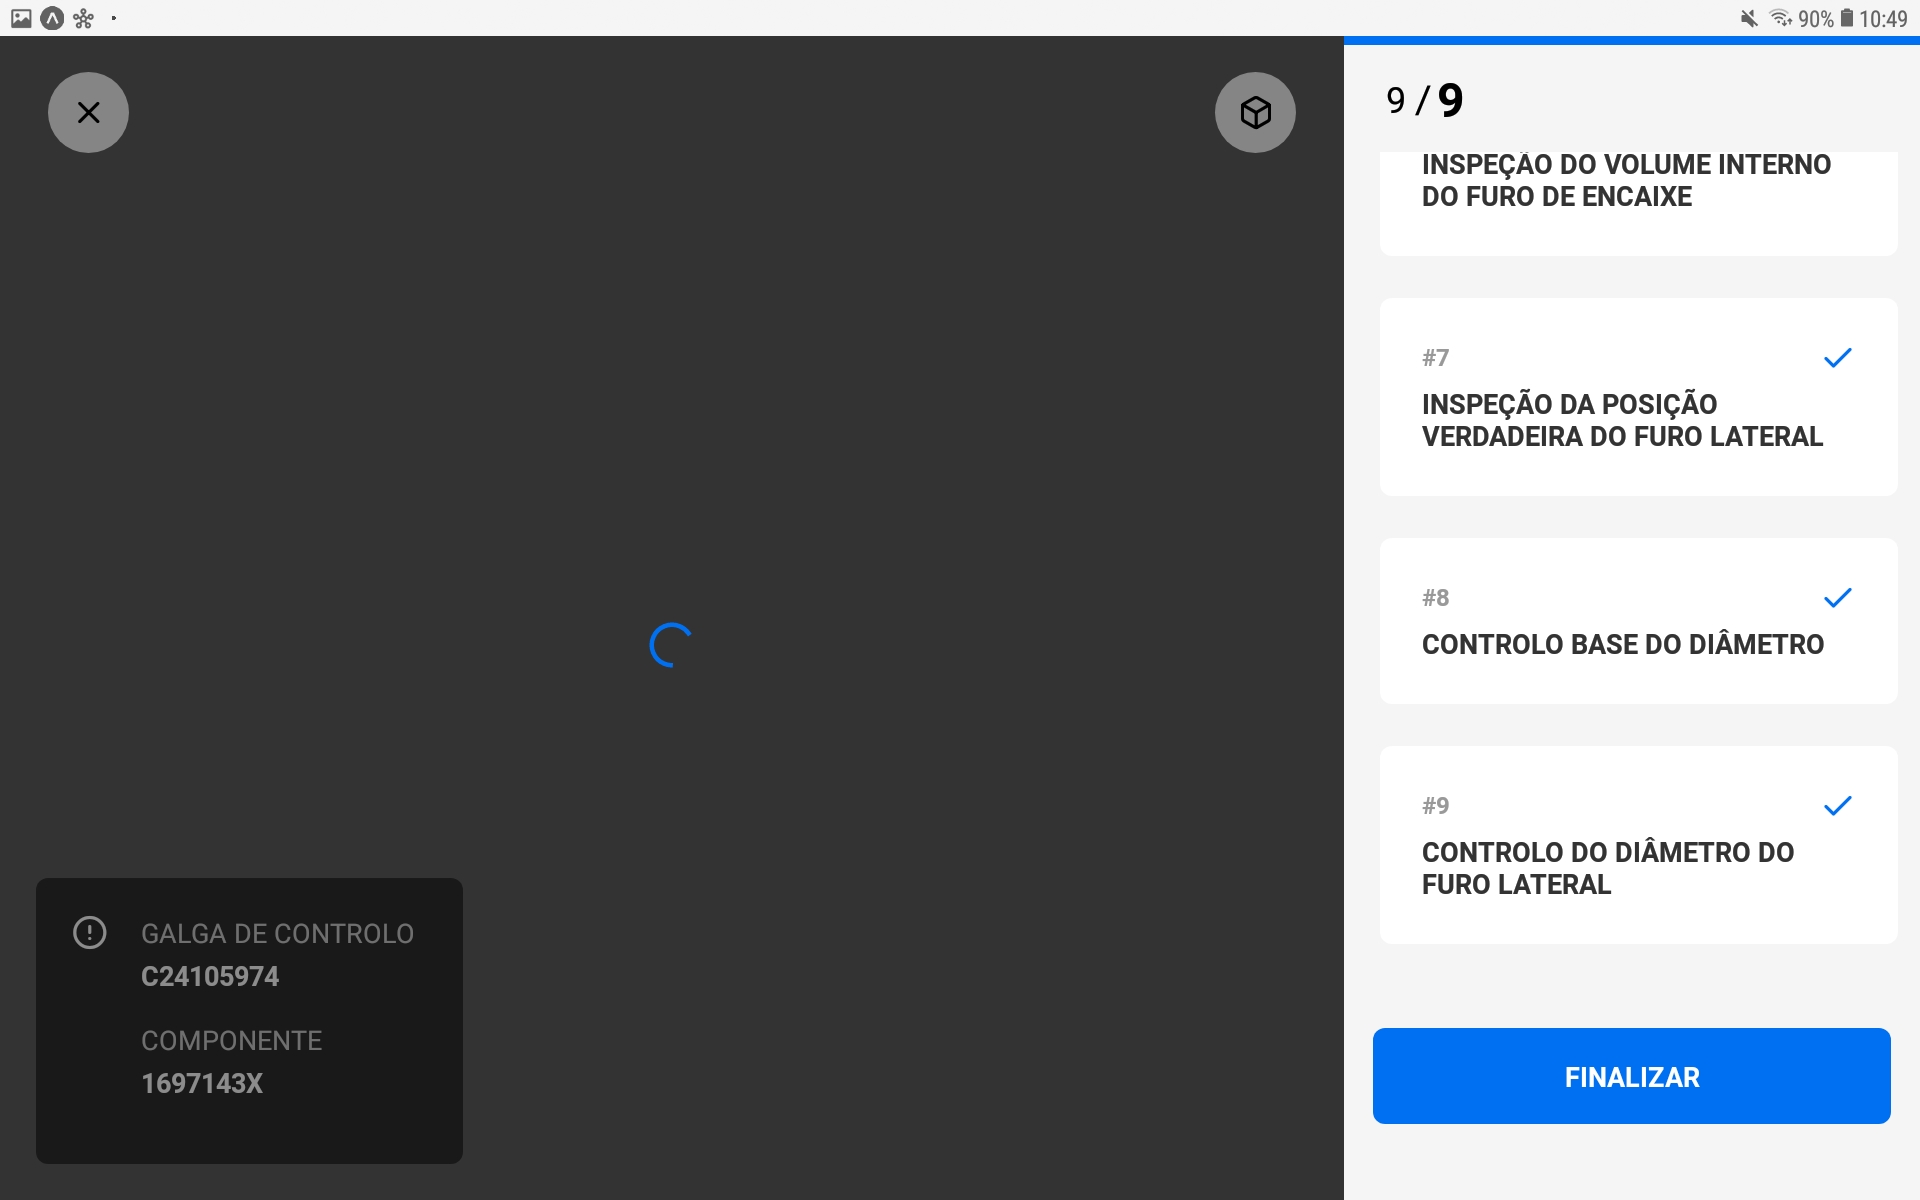 90% 10:49
9 / 9
INSPEÇÃO DO VOLUME INTERNO
DO FURO DE ENCAIXE
#7
INSPEÇÃO DA POSIÇÃO
VERDADEIRA DO FURO LATERAL
#8
CONTROLO BASE DO DIÂMETRO
#9
CONTROLO DO DIÂMETRO DO
FURO LATERAL
GALGA DE CONTROLO
C24105974
COMPONENTE
1697143X
FINALIZAR